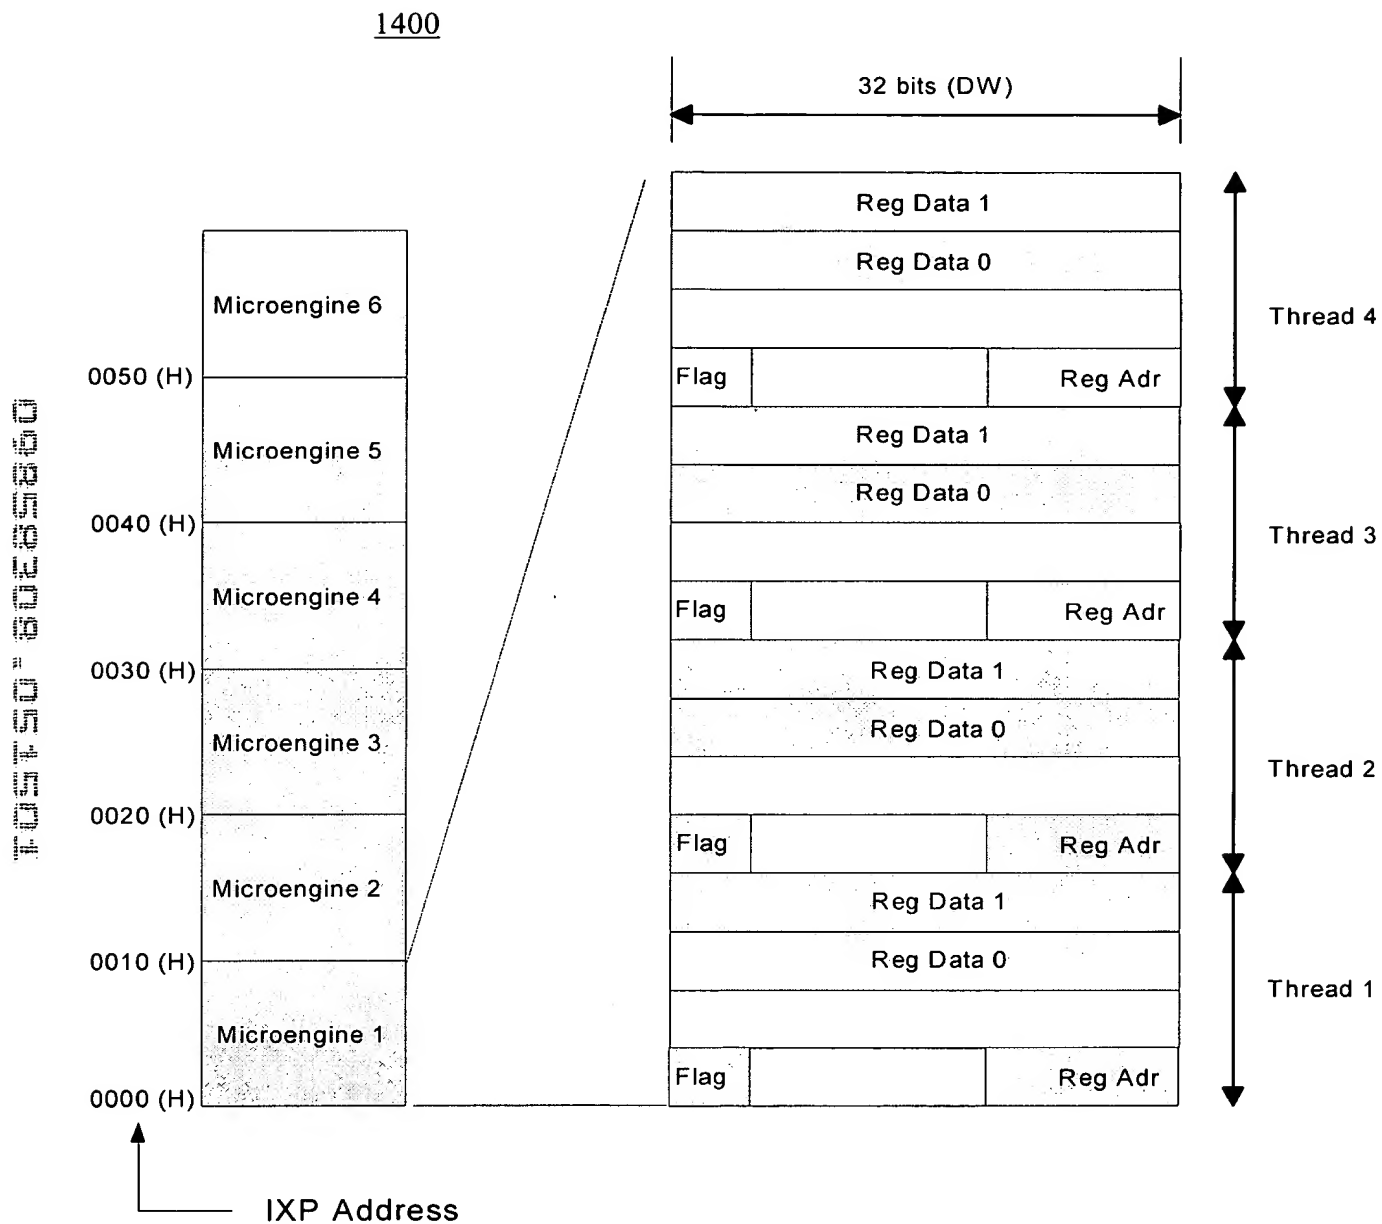 1400
32 bits (DW)
Microengine 6
0050 (H)
Microengine 5
0040 (H)
Microengine 4
0030 (H)
Microengine 3
0020 (H)
Microengine 2
0010 (H)
Microengine 1
0000 (H)
IXP Address
Reg Data 1
Reg Data 0
Flag
Reg Adr
Thread 4
Reg Data 1
Reg Data 0
Flag
Reg Adr
Thread 3
Reg Data 1
Reg Data 0
Flag
Reg Adr
Thread 2
Reg Data 1
Reg Data 0
Flag
Reg Adr
Thread 1